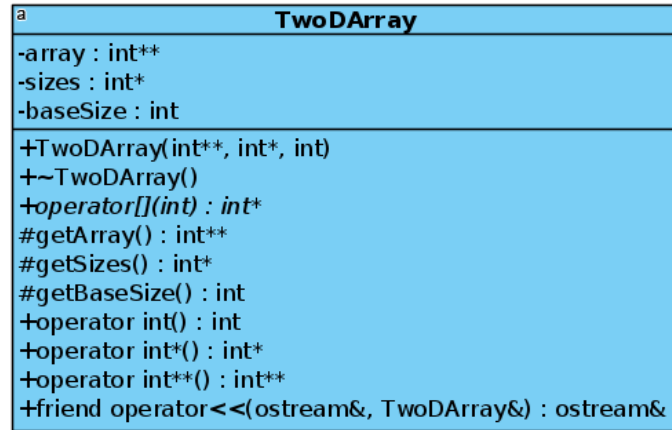 a
TwoDArray
-array : int**
-sizes : int*
-baseSize : int
+TwoDArray(int**, int*, int)
+~TwoDArray()
+operator[](int) : int*
#getArray() : int**
#getSizes() : int*
#getBaseSize() : int
+operator int() : int
+operator int*() : int*
+operator int**() : int**
+friend operator<<(ostream&, TwoDArray&) : ostream&